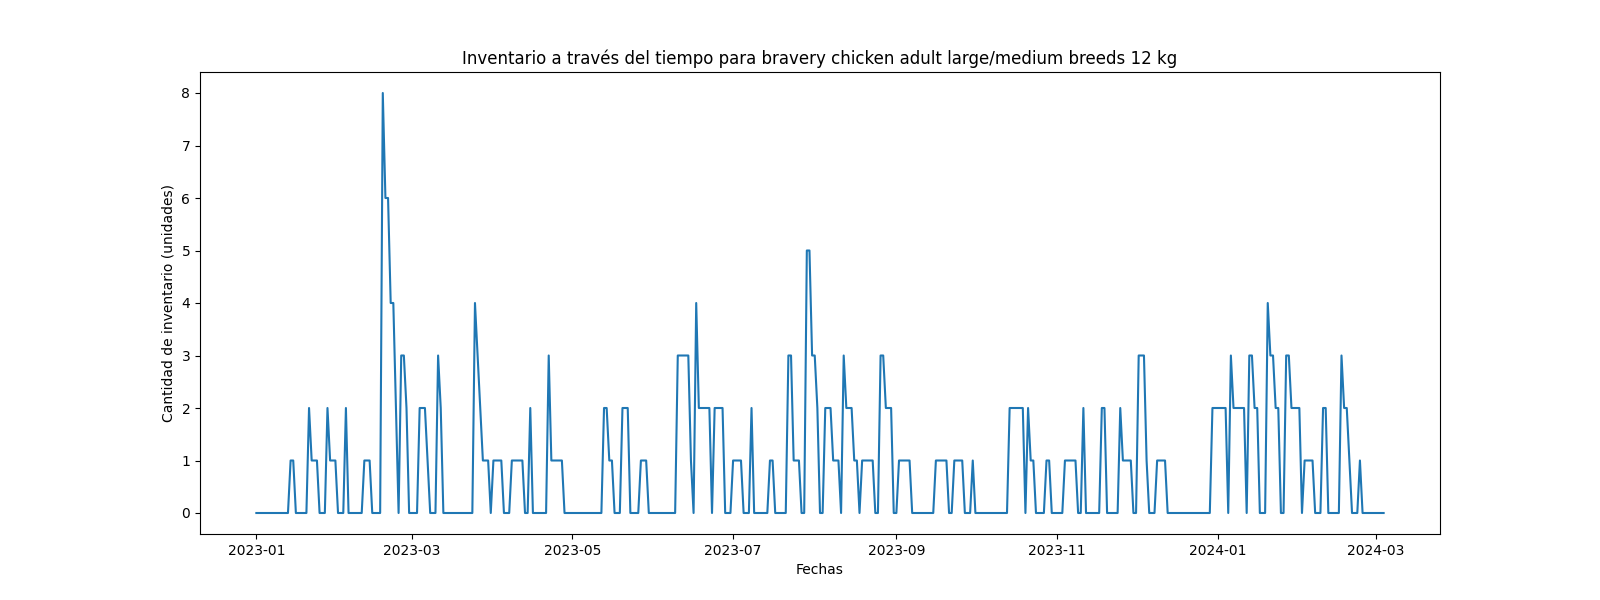 Inventario a través del tiempo para bravery chicken adult large/medium breeds 12 kg
Cantidad de inventario (unidades)
8
7
6
5
4
3
2
1
0
2023-01 2023-03 2023-05 2023-07 2023-09 2023-11 2024-01 2024-03
Fechas